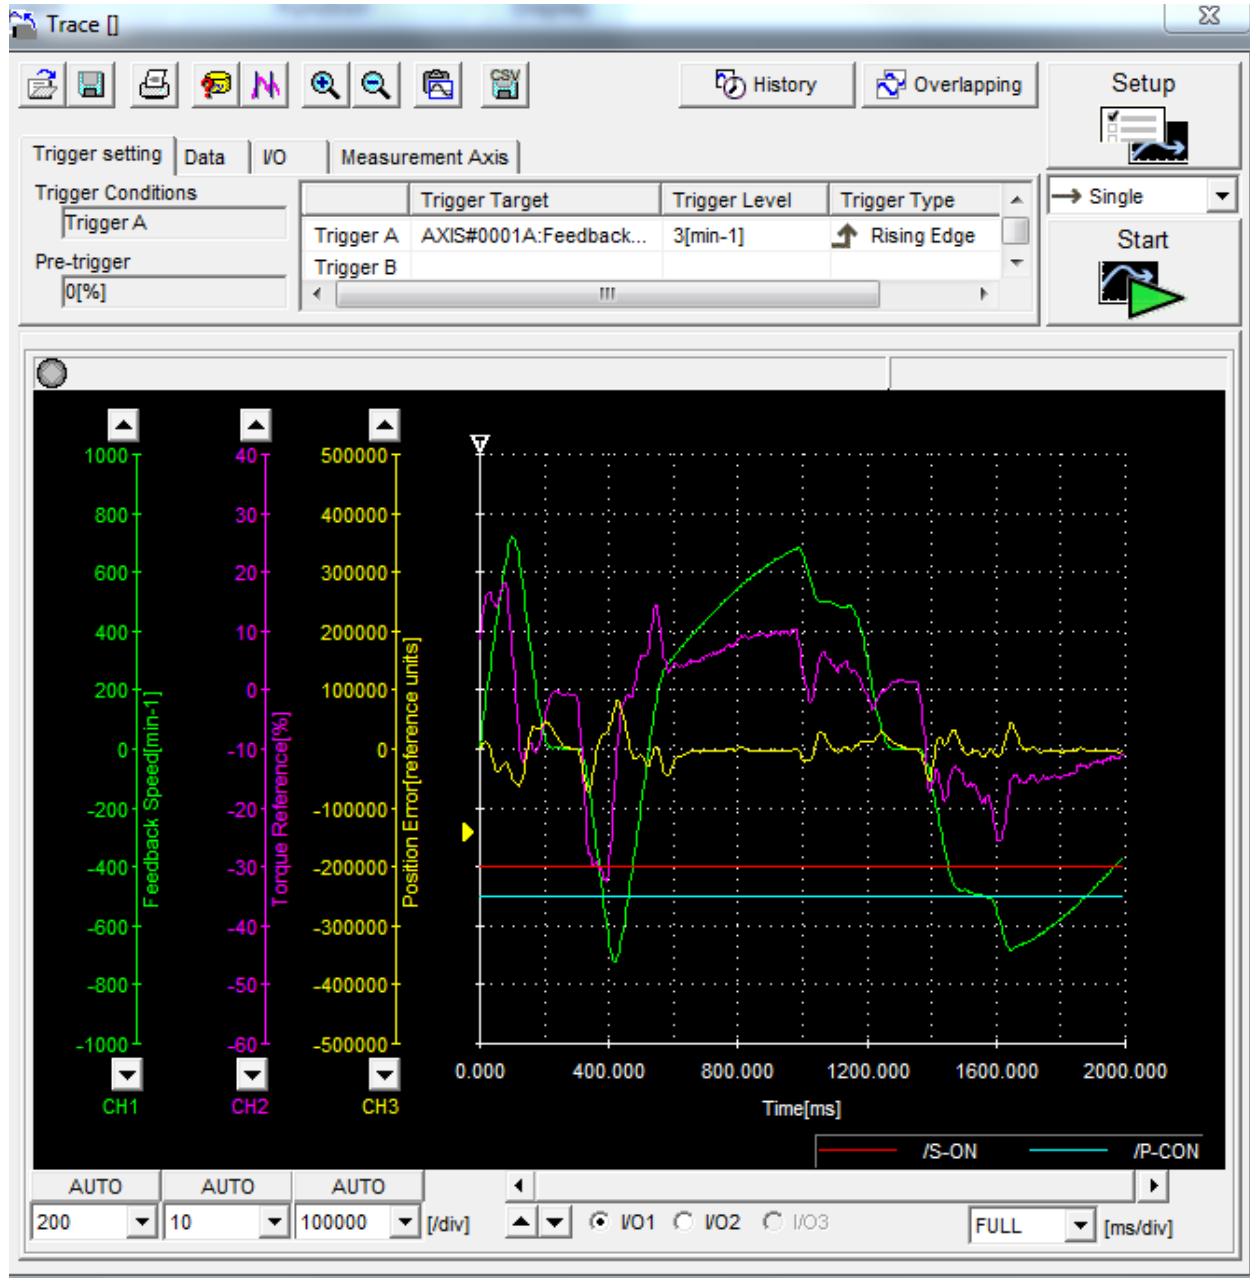 Trace []
CSV
History
Overlapping
Setup
Trigger setting
Data
I/O
Measurement Axis
Trigger Conditions
Trigger A
Pre-trigger
0[%]
Trigger Target Trigger Level Trigger Type
Trigger A AXIS#0001A:Feedback... 3[min-1] Rising Edge
Trigger B
Single
Start
1000 40 500000
800 30 400000
600 20 300000
400 10 200000
200 0 100000
0 -10 0
-200 -20 -100000
-400 -30 -200000
-600 -40 -300000
-800 -50 -400000
-1000 -60 -500000
Feedback Speed[min-1]
Torque Reference[%]
Position Error[reference units]
CH1 CH2 CH3
0.000 400.000 800.000 1200.000 1600.000 2000.000
Time[ms]
/S-ON /P-CON
AUTO AUTO AUTO
200 10 100000 [/div]
I/O1 I/O2 I/O3
FULL [ms/div]